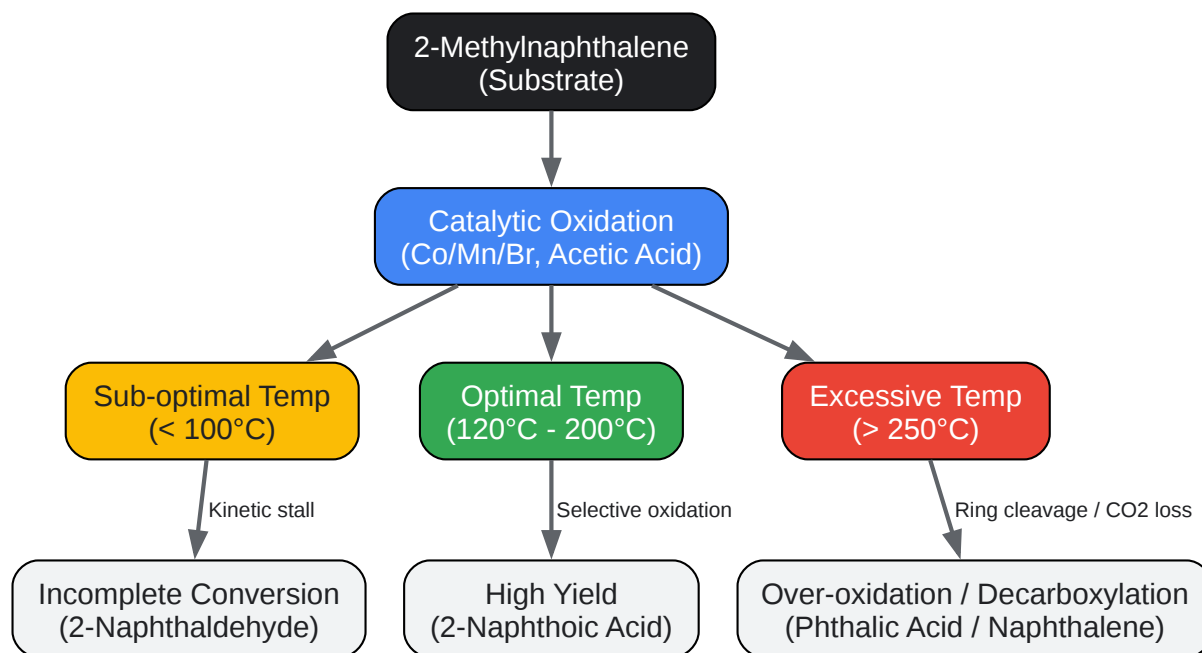 2-Methylnaphthalene
(Substrate)
Catalytic Oxidation
(Co/Mn/Br, Acetic Acid)
Sub-optimal Temp
(< 100°C)
Optimal Temp
(120°C - 200°C)
Excessive Temp
(> 250°C)
Kinetic stall
Selective oxidation
Ring cleavage / CO2 loss
Incomplete Conversion
(2-Naphthaldehyde)
High Yield
(2-Naphthoic Acid)
Over-oxidation / Decarboxylation
(Phthalic Acid / Naphthalene)